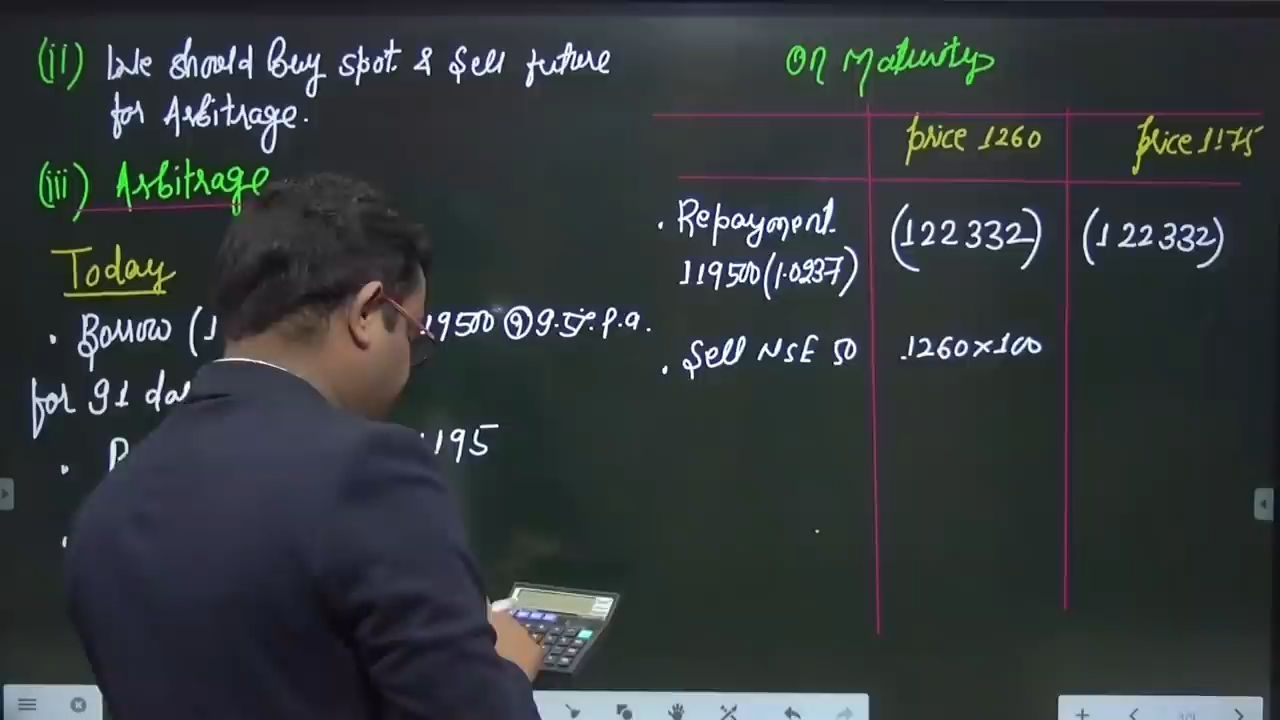 (ii) We should Buy spot & Sell future
for Arbitrage.
(iii) Arbitrage
Today
. Borrow (1 19500 @ 9.5%. p.a.
for 91 da
. 195
.
On Maturity
price 1260 price 1175
. Repayment (122332) (122332)
119500(1.0237)
. Sell NSE 50 1260×100